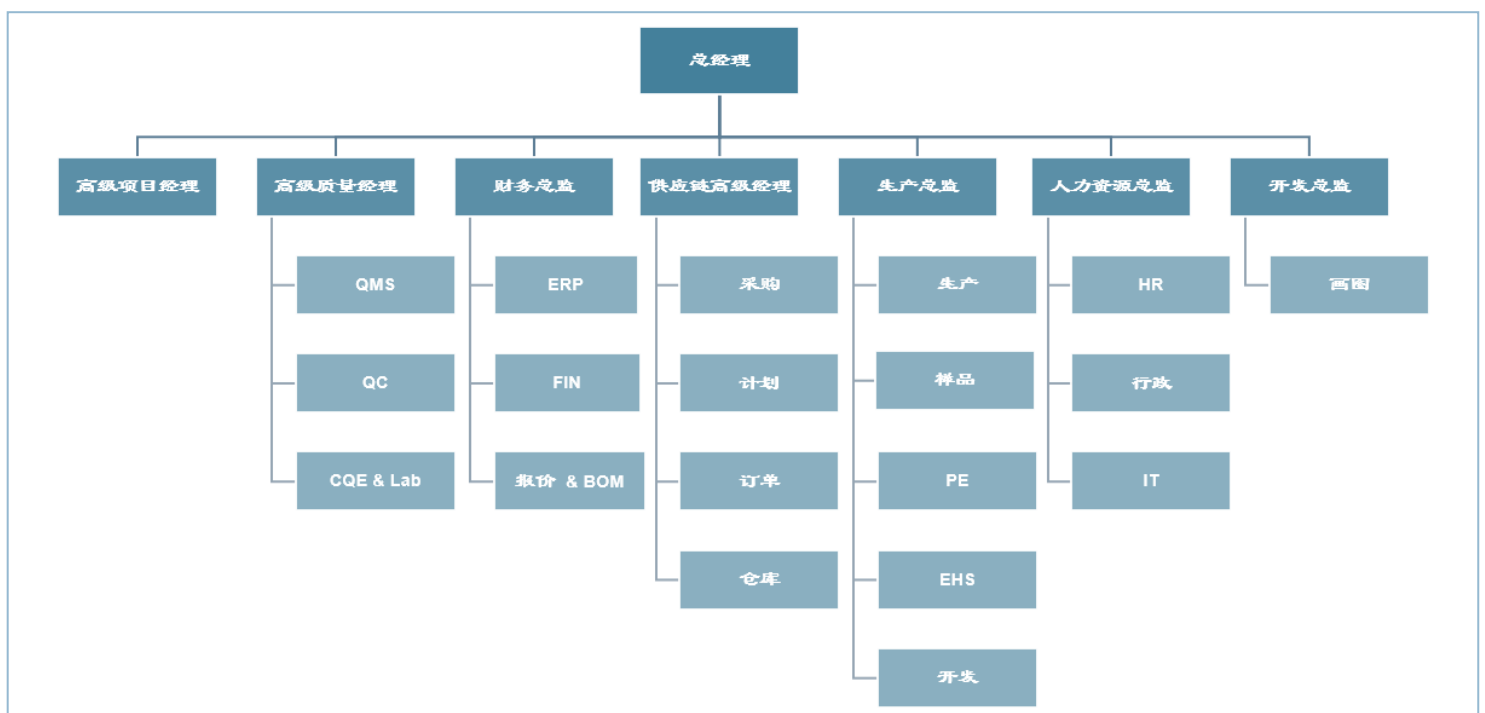 总经理
高级项目经理
高级质量经理
财务总监
供应链高级经理
生产总监
人力资源总监
开发总监
QMS
ERP
采购
生产
HR
画图
QC
FIN
计划
样品
行政
CQE & Lab
报价 & BOM
订单
PE
IT
仓库
EHS
开发